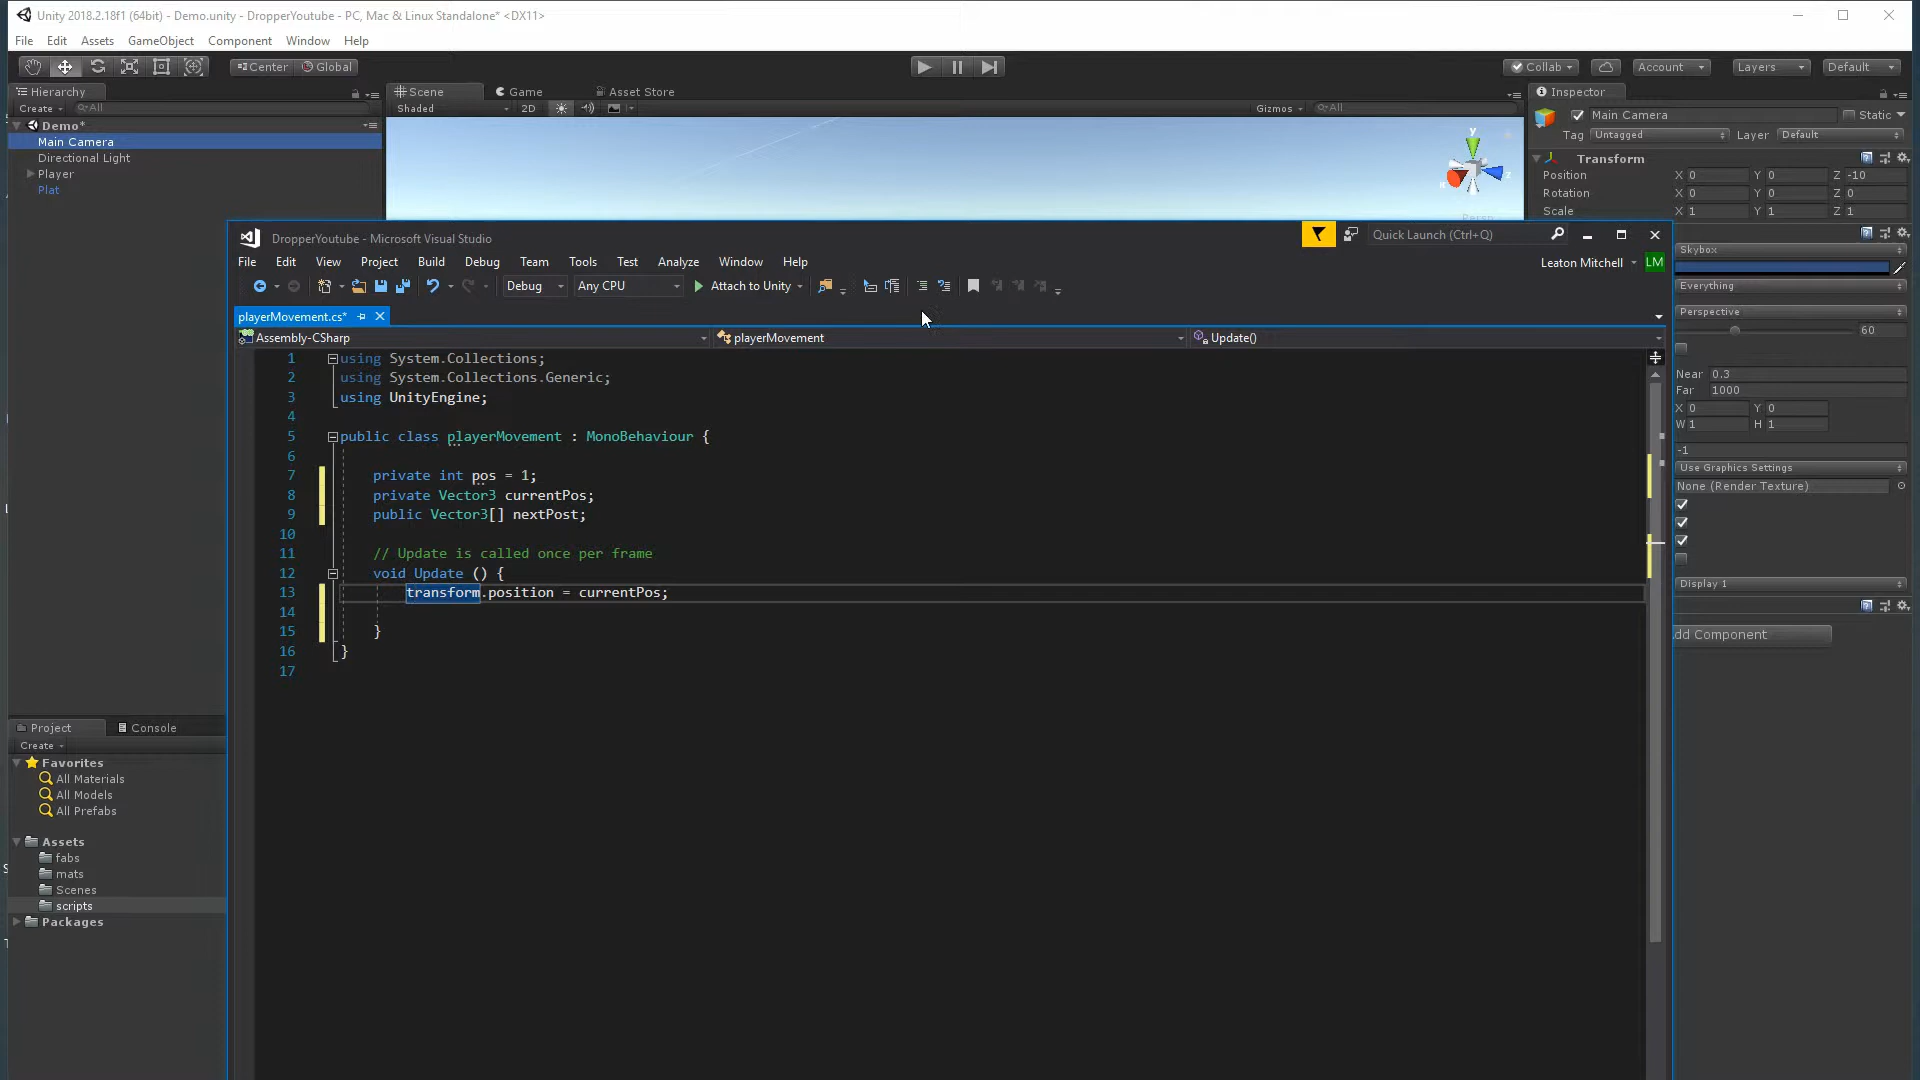 Unity 2018.2.18f1 (64bit) - Demo.unity - DropperYoutube - PC, Mac & Linux Standalone* <DX11>
File Edit Assets GameObject Component Window Help
Center Global Collab Account Layers Default
Hierarchy Scene Game Asset Store Inspector
Create All Shaded 2D Gizmos All Main Camera Static
Demo* Tag Untagged Layer Default
Main Camera
Directional Light
Player
Plat
y
x
z
Persp
Transform
Position X 0 Y 0 Z -10
Rotation X 0 Y 0 Z 0
Scale X 1 Y 1 Z 1
DropperYoutube - Microsoft Visual Studio Quick Launch (Ctrl+Q)
File Edit View Project Build Debug Team Tools Test Analyze Window Help Leaton Mitchell LM
Debug Any CPU Attach to Unity
playerMovement.cs*
Assembly-CSharp playerMovement Update()
1 using System.Collections;
2 using System.Collections.Generic;
3 using UnityEngine;
4
5 public class playerMovement : MonoBehaviour {
6
7 private int pos = 1;
8 private Vector3 currentPos;
9 public Vector3[] nextPost;
10
11 // Update is called once per frame
12 void Update () {
13 transform.position = currentPos;
14
15 }
16 }
17
Skybox
Everything
Perspective
60
Near 0.3
Far 1000
X 0 Y 0
W 1 H 1
-1
Use Graphics Settings
None (Render Texture)
Display 1
dd Component
Project Console
Create
Favorites
All Materials
All Models
All Prefabs
Assets
fabs
mats
Scenes
scripts
Packages